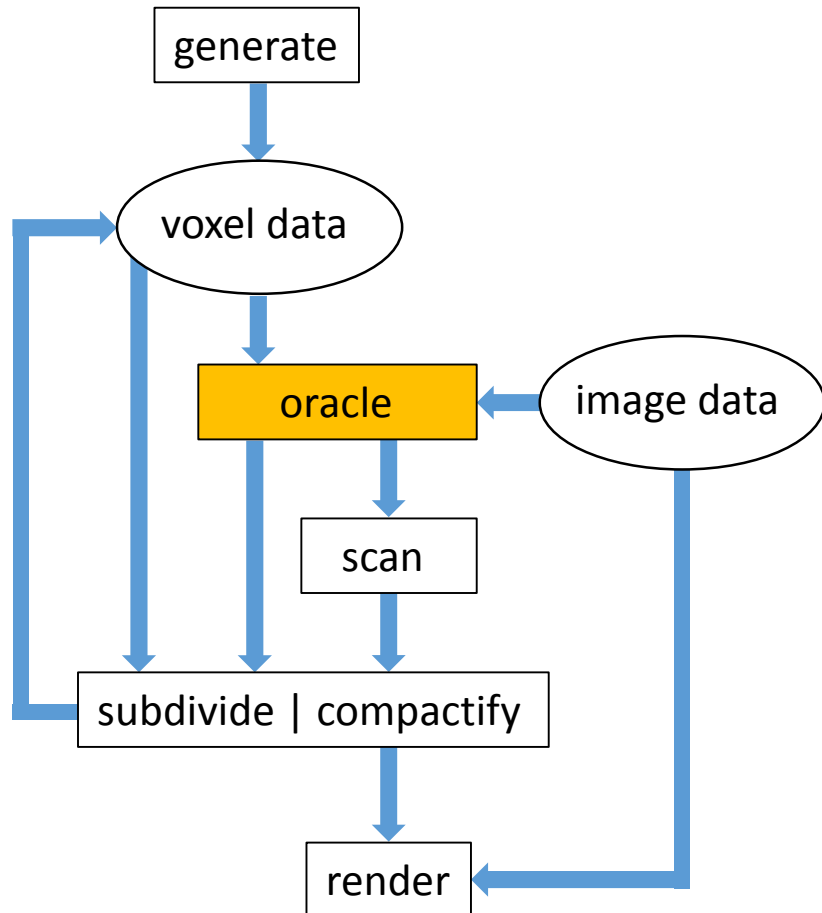 generate
voxel data
oracle
image data
scan
subdivide | compactify
render